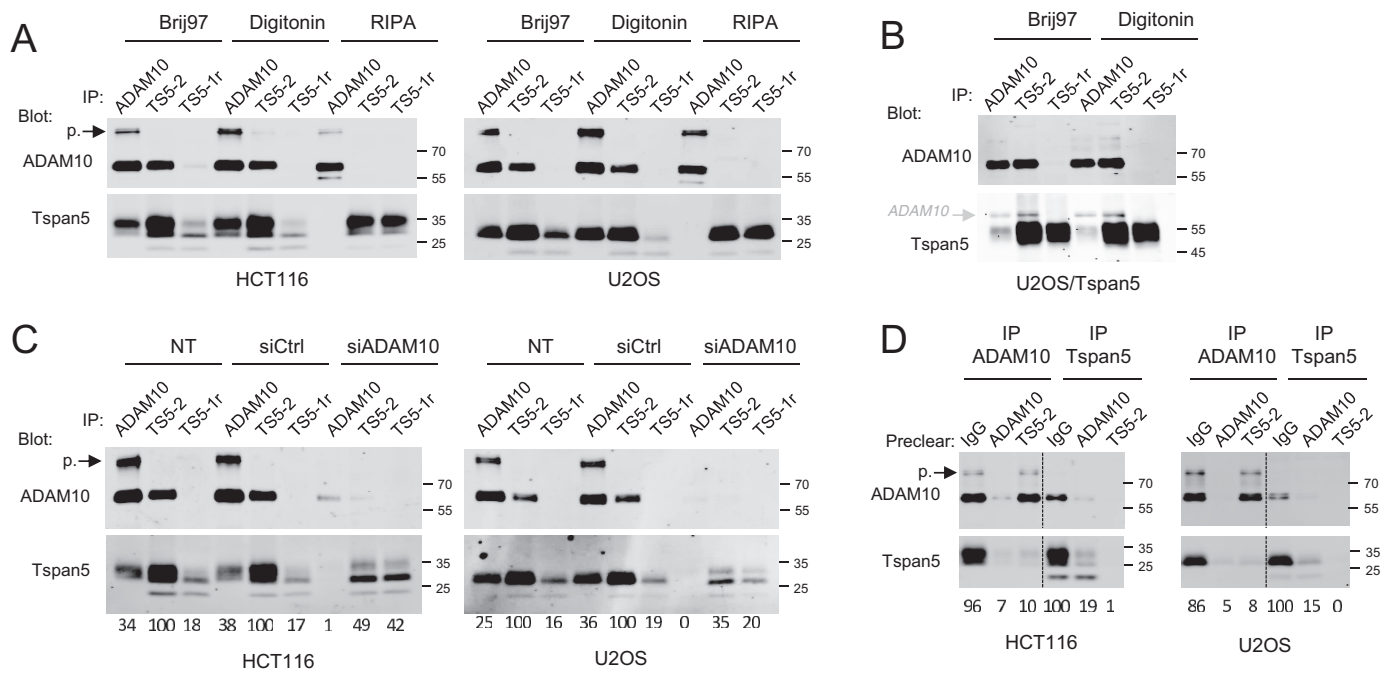 A
Brij97 Digitonin RIPA
IP: ADAM10 TS5-2 TS5-1r ADAM10 TS5-2 TS5-1r ADAM10 TS5-2 TS5-1r
Blot:
p.
ADAM10
70
55
Tspan5
35
25
HCT116
Brij97 Digitonin RIPA
ADAM10 TS5-2 TS5-1r ADAM10 TS5-2 TS5-1r ADAM10 TS5-2 TS5-1r
70
55
35
25
U2OS
B
Brij97 Digitonin
IP: ADAM10 TS5-2 TS5-1r ADAM10 TS5-2 TS5-1r
Blot:
ADAM10
70
55
ADAM10
Tspan5
55
45
U2OS/Tspan5
C
NT siCtrl siADAM10
IP: ADAM10 TS5-2 TS5-1r ADAM10 TS5-2 TS5-1r ADAM10 TS5-2 TS5-1r
Blot:
p.
ADAM10
70
55
Tspan5
35
25
34 100 18 38 100 17 1 49 42
HCT116
NT siCtrl siADAM10
ADAM10 TS5-2 TS5-1r ADAM10 TS5-2 TS5-1r ADAM10 TS5-2 TS5-1r
70
55
35
25
25 100 16 36 100 19 0 35 20
U2OS
D
IP IP
ADAM10 Tspan5
Preclear: IgG ADAM10 TS5-2 IgG ADAM10 TS5-2
p.
ADAM10
70
55
Tspan5
35
25
96 7 10 100 19 1
HCT116
IP IP
ADAM10 Tspan5
IgG ADAM10 TS5-2 IgG ADAM10 TS5-2
70
55
35
25
86 5 8 100 15 0
U2OS